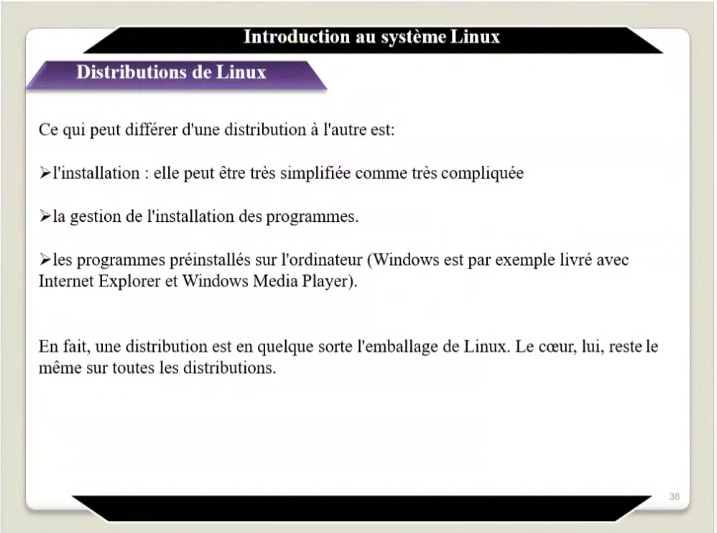 Introduction au système Linux
Distributions de Linux
Ce qui peut différer d'une distribution à l'autre est:
➢l'installation : elle peut être très simplifiée comme très compliquée
➢la gestion de l'installation des programmes.
➢les programmes préinstallés sur l'ordinateur (Windows est par exemple livré avec
Internet Explorer et Windows Media Player).
En fait, une distribution est en quelque sorte l'emballage de Linux. Le cœur, lui, reste le
même sur toutes les distributions.
38